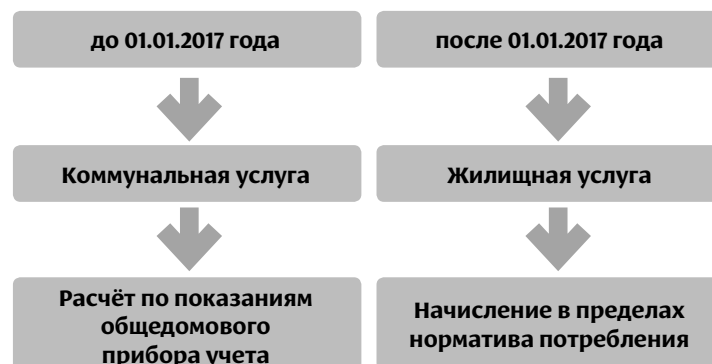 до 01.01.2017 года
после 01.01.2017 года
Коммунальная услуга
Жилищная услуга
Расчёт по показаниям
общедомового
прибора учета
Начисление в пределах
норматива потребления